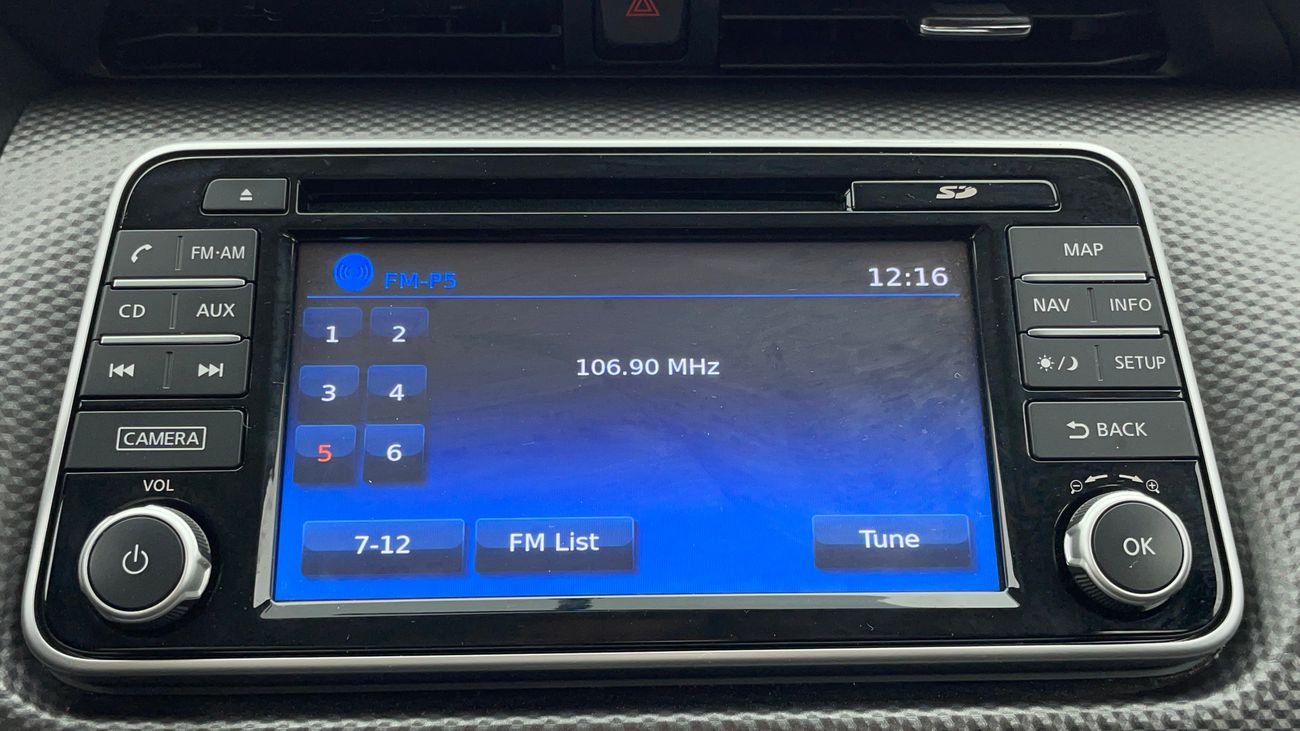 SD
FM·AM
CD
AUX
CAMERA
VOL
FM-P5
12:16
1 2
3 4
5 6
106.90 MHz
7-12
FM List
Tune
MAP
NAV
INFO
SETUP
BACK
OK